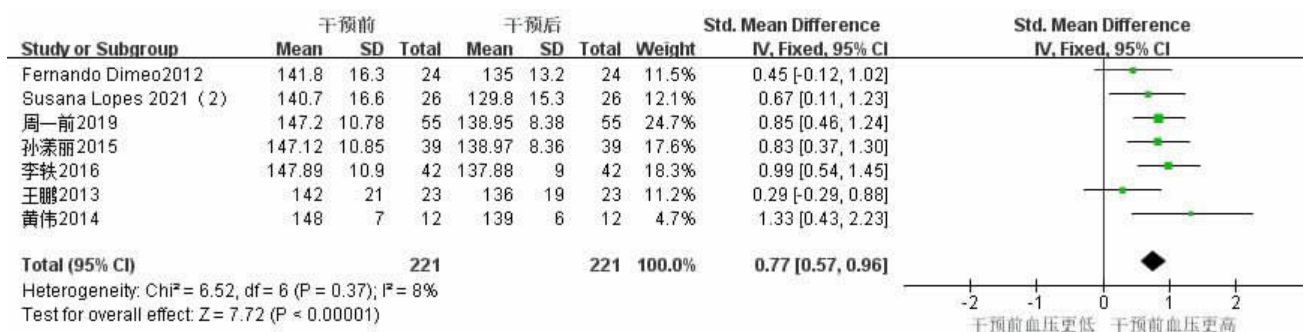 干预前 干预后 Std. Mean Difference Std. Mean Difference
Study or Subgroup Mean SD Total Mean SD Total Weight IV, Fixed, 95% CI IV, Fixed, 95% CI
Fernando Dimeo2012 141.8 16.3 24 135 13.2 24 11.5% 0.45 [-0.12, 1.02]
Susana Lopes 2021（2） 140.7 16.6 26 129.8 15.3 26 12.1% 0.67 [0.11, 1.23]
周一前2019 147.2 10.78 55 138.95 8.38 55 24.7% 0.85 [0.46, 1.24]
孙漾丽2015 147.12 10.85 39 138.97 8.36 39 17.6% 0.83 [0.37, 1.30]
李轶2016 147.89 10.9 42 137.88 9 42 18.3% 0.99 [0.54, 1.45]
王鹏2013 142 21 23 136 19 23 11.2% 0.29 [-0.29, 0.88]
黄伟2014 148 7 12 139 6 12 4.7% 1.33 [0.43, 2.23]
Total (95% CI) 221 221 100.0% 0.77 [0.57, 0.96]
Heterogeneity: Chi² = 6.52, df = 6 (P = 0.37); I² = 8%
Test for overall effect: Z = 7.72 (P < 0.00001)
-2 -1 0 1 2
干预前血压更低 干预前血压更高